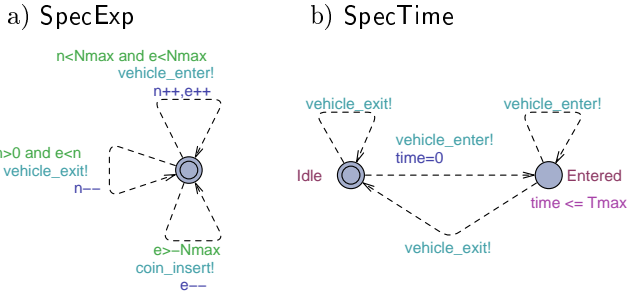 a) SpecExp
n<Nmax and e<Nmax
vehicle_enter!
n++,e++
n>0 and e<n
vehicle_exit!
n−−
e>−Nmax
coin_insert!
e−−
b) SpecTime
vehicle_exit!
vehicle_enter!
vehicle_enter!
time=0
Idle
Entered
time <= Tmax
vehicle_exit!